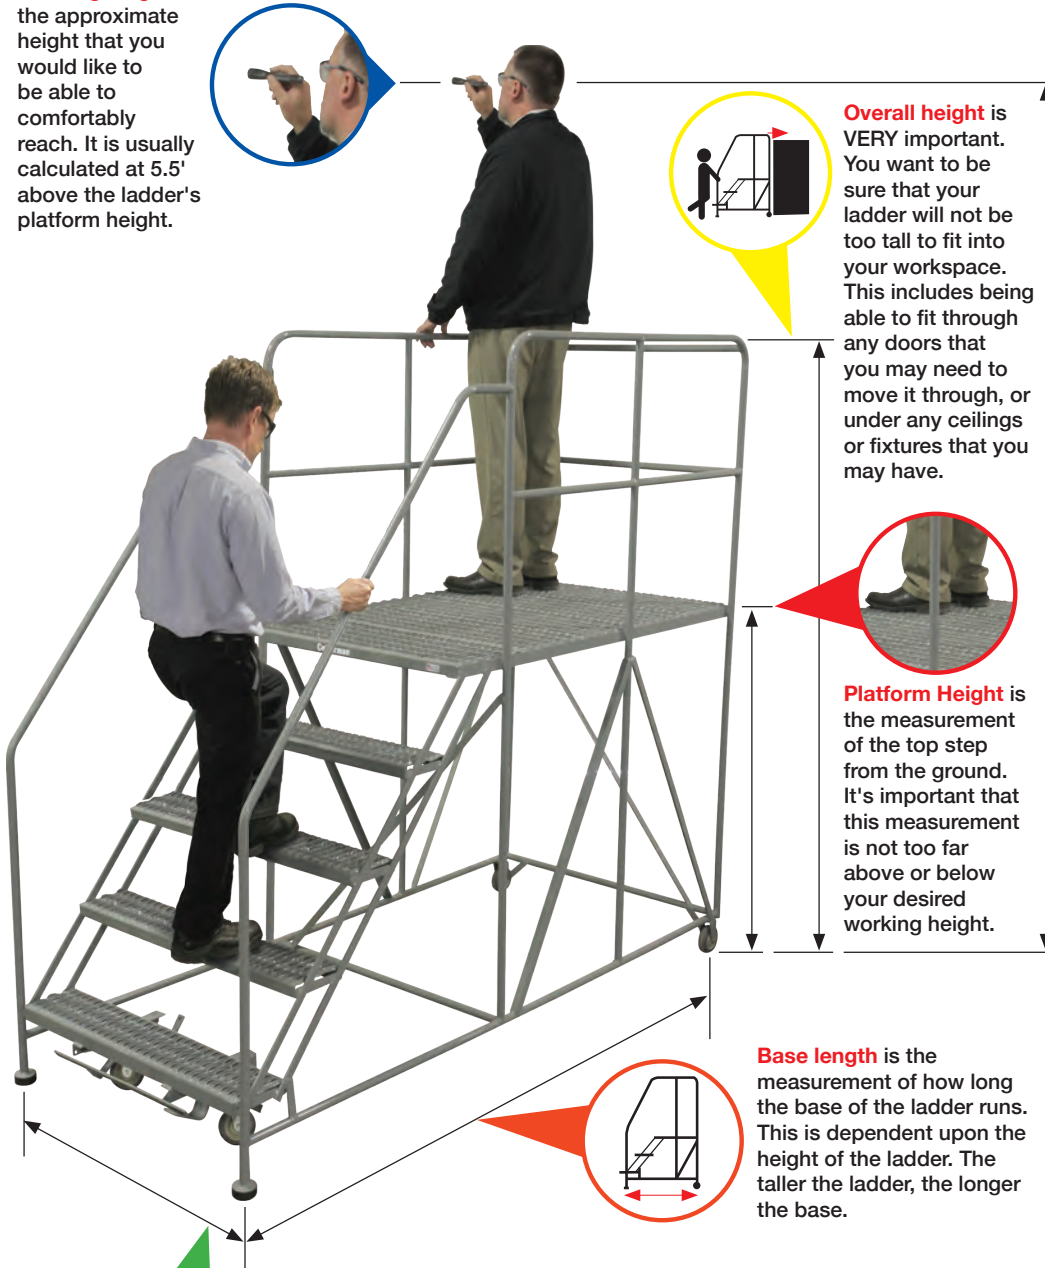 the approximate
height that you
would like to
be able to
comfortably
reach. It is usually
calculated at 5.5'
above the ladder's
platform height.
Overall height is
VERY important.
You want to be
sure that your
ladder will not be
too tall to fit into
your workspace.
This includes being
able to fit through
any doors that
you may need to
move it through, or
under any ceilings
or fixtures that you
may have.
Platform Height is
the measurement
of the top step
from the ground.
It's important that
this measurement
is not too far
above or below
your desired
working height.
Base length is the
measurement of how long
the base of the ladder runs.
This is dependent upon the
height of the ladder. The
taller the ladder, the longer
the base.